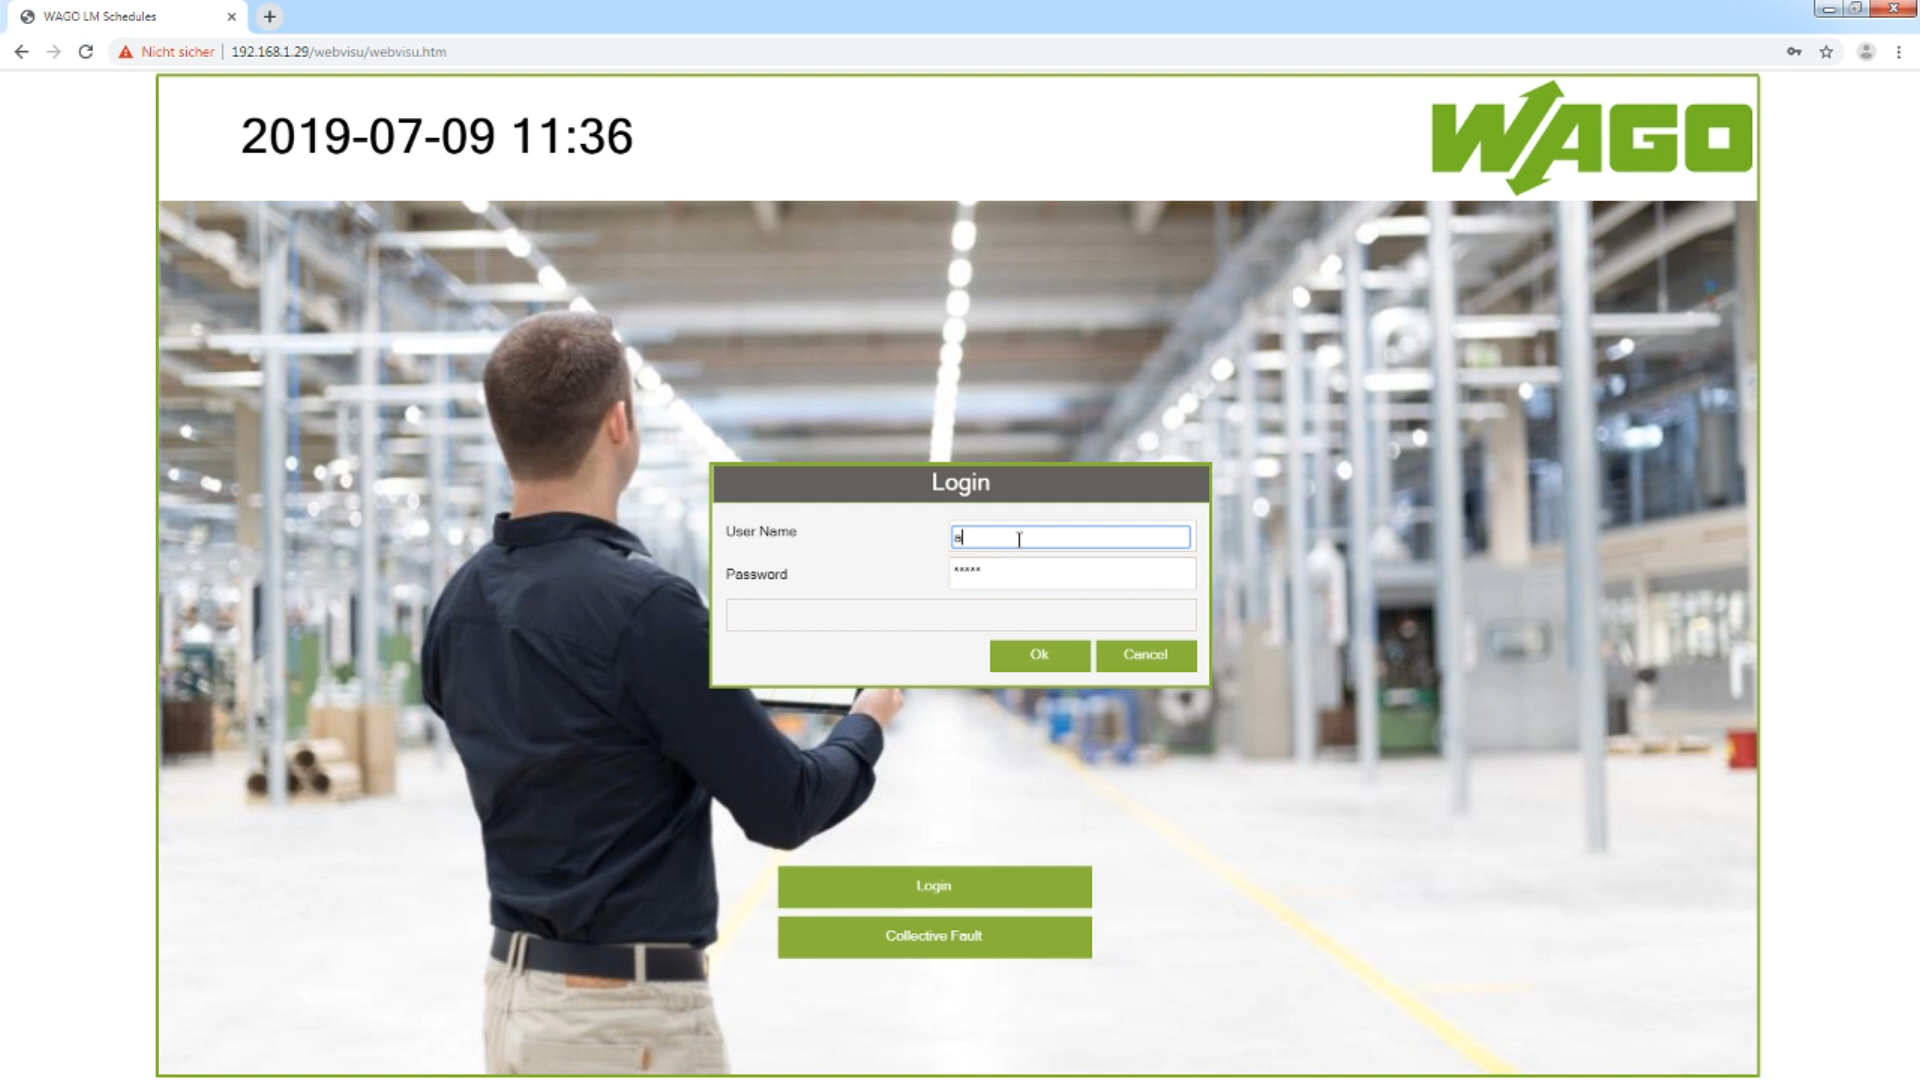 WAGO LM Schedules
Nicht sicher 192.168.1.29/webvisu/webvisu.htm
2019-07-09 11:36
WAGO
Login
User Name a
Password *****
Ok Cancel
Login
Collective Fault